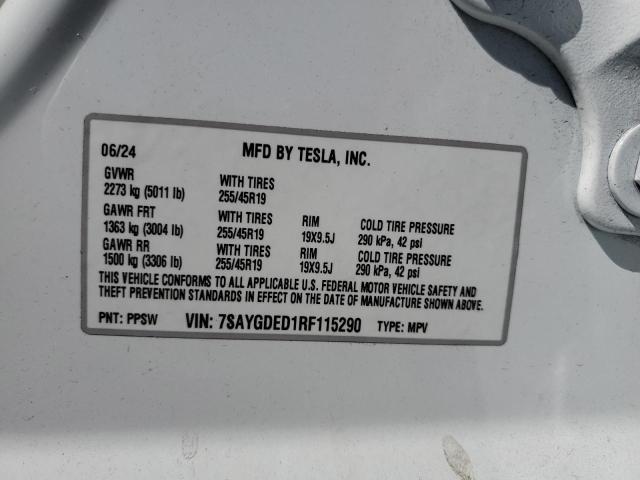 06/24 MFD BY TESLA, INC.
GVWR
2273 kg (5011 lb) WITH TIRES
255/45R19
GAWR FRT WITH TIRES RIM COLD TIRE PRESSURE
1363 kg (3004 lb) 255/45R19 19X9.5J 290 kPa, 42 psi
GAWR RR WITH TIRES RIM COLD TIRE PRESSURE
1500 kg (3306 lb) 255/45R19 19X9.5J 290 kPa, 42 psi
THIS VEHICLE CONFORMS TO ALL APPLICABLE U.S. FEDERAL MOTOR VEHICLE SAFETY AND
THEFT PREVENTION STANDARDS IN EFFECT ON THE DATE OF MANUFACTURE SHOWN ABOVE.
PNT: PPSW VIN: 7SAYGDED1RF115290 TYPE: MPV